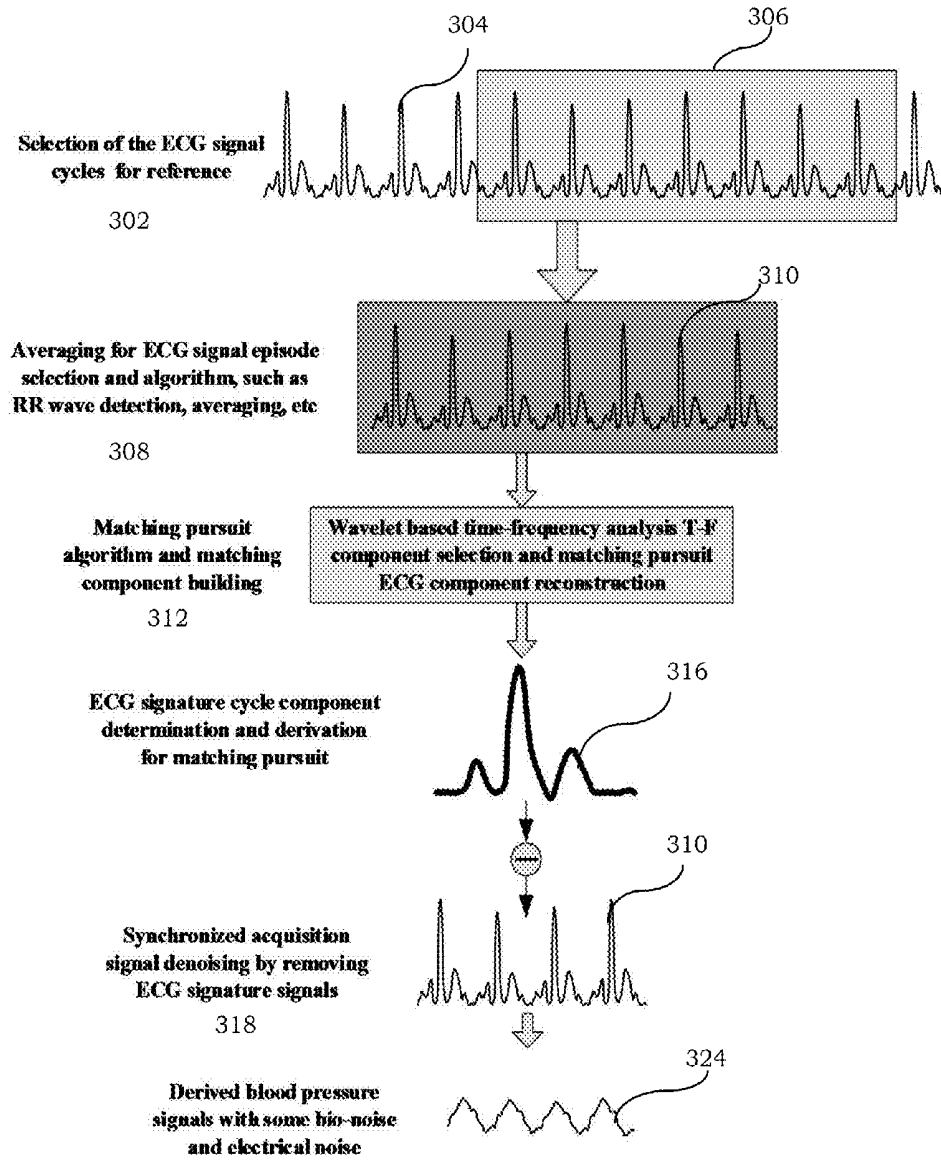 304
306
Selection of the ECG signal
cycles for reference
302
310
Averaging for ECG signal episode
selection and algorithm, such as
RR wave detection, averaging, etc
308
Matching pursuit
algorithm and matching
component building
312
Wavelet based time-frequency analysis T-F
component selection and matching pursuit
ECG component reconstruction
ECG signature cycle component
determination and derivation
for matching pursuit
316
310
Synchronized acquisition
signal denoising by removing
ECG signature signals
318
324
Derived blood pressure
signals with some bio-noise
and electrical noise